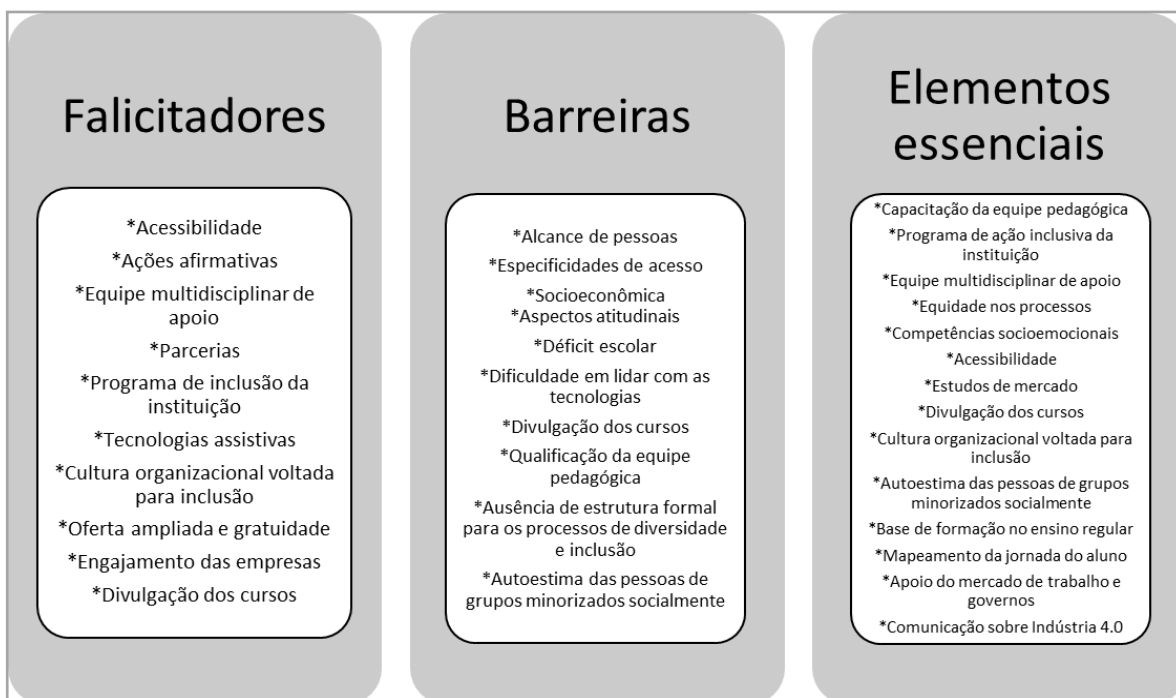 Falicitadores
*Acessibilidade
*Ações afirmativas
*Equipe multidisciplinar de
apoio
*Parcerias
*Programa de inclusão da
instituição
*Tecnologias assistivas
*Cultura organizacional voltada
para inclusão
*Oferta ampliada e gratuidade
*Engajamento das empresas
*Divulgação dos cursos
Barreiras
*Alcance de pessoas
*Especificidades de acesso
*Socioeconômica
*Aspectos atitudinais
*Déficit escolar
*Dificuldade em lidar com as
tecnologias
*Divulgação dos cursos
*Qualificação da equipe
pedagógica
*Ausência de estrutura formal
para os processos de diversidade
e inclusão
*Autoestima das pessoas de
grupos minorizados socialmente
Elementos
essenciais
*Capacitação da equipe pedagógica
*Programa de ação inclusiva da
instituição
*Equipe multidisciplinar de apoio
*Equidade nos processos
*Competências socioemocionais
*Acessibilidade
*Estudos de mercado
*Divulgação dos cursos
*Cultura organizacional voltada para
inclusão
*Autoestima das pessoas de grupos
minorizados socialmente
*Base de formação no ensino regular
*Mapeamento da jornada do aluno
*Apoio do mercado de trabalho e
governos
*Comunicação sobre Indústria 4.0